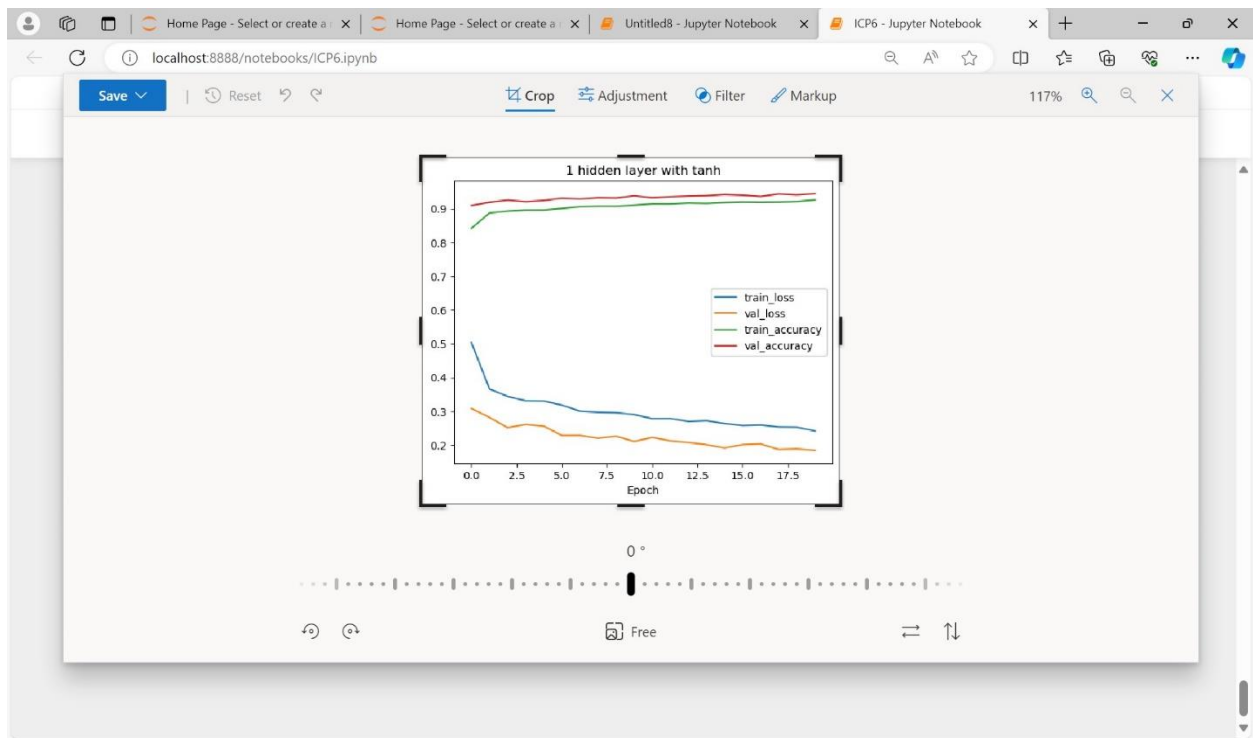 Home Page - Select or create a
Home Page - Select or create a
Untitled8 - Jupyter Notebook
ICP6 - Jupyter Notebook
localhost:8888/notebooks/ICP6.ipynb
Save
Reset
Crop
Adjustment
Filter
Markup
117%
1 hidden layer with tanh
0.9
0.8
0.7
0.6
0.5
0.4
0.3
0.2
train_loss
val_loss
train_accuracy
val_accuracy
0.0 2.5 5.0 7.5 10.0 12.5 15.0 17.5
Epoch
0 °
Free